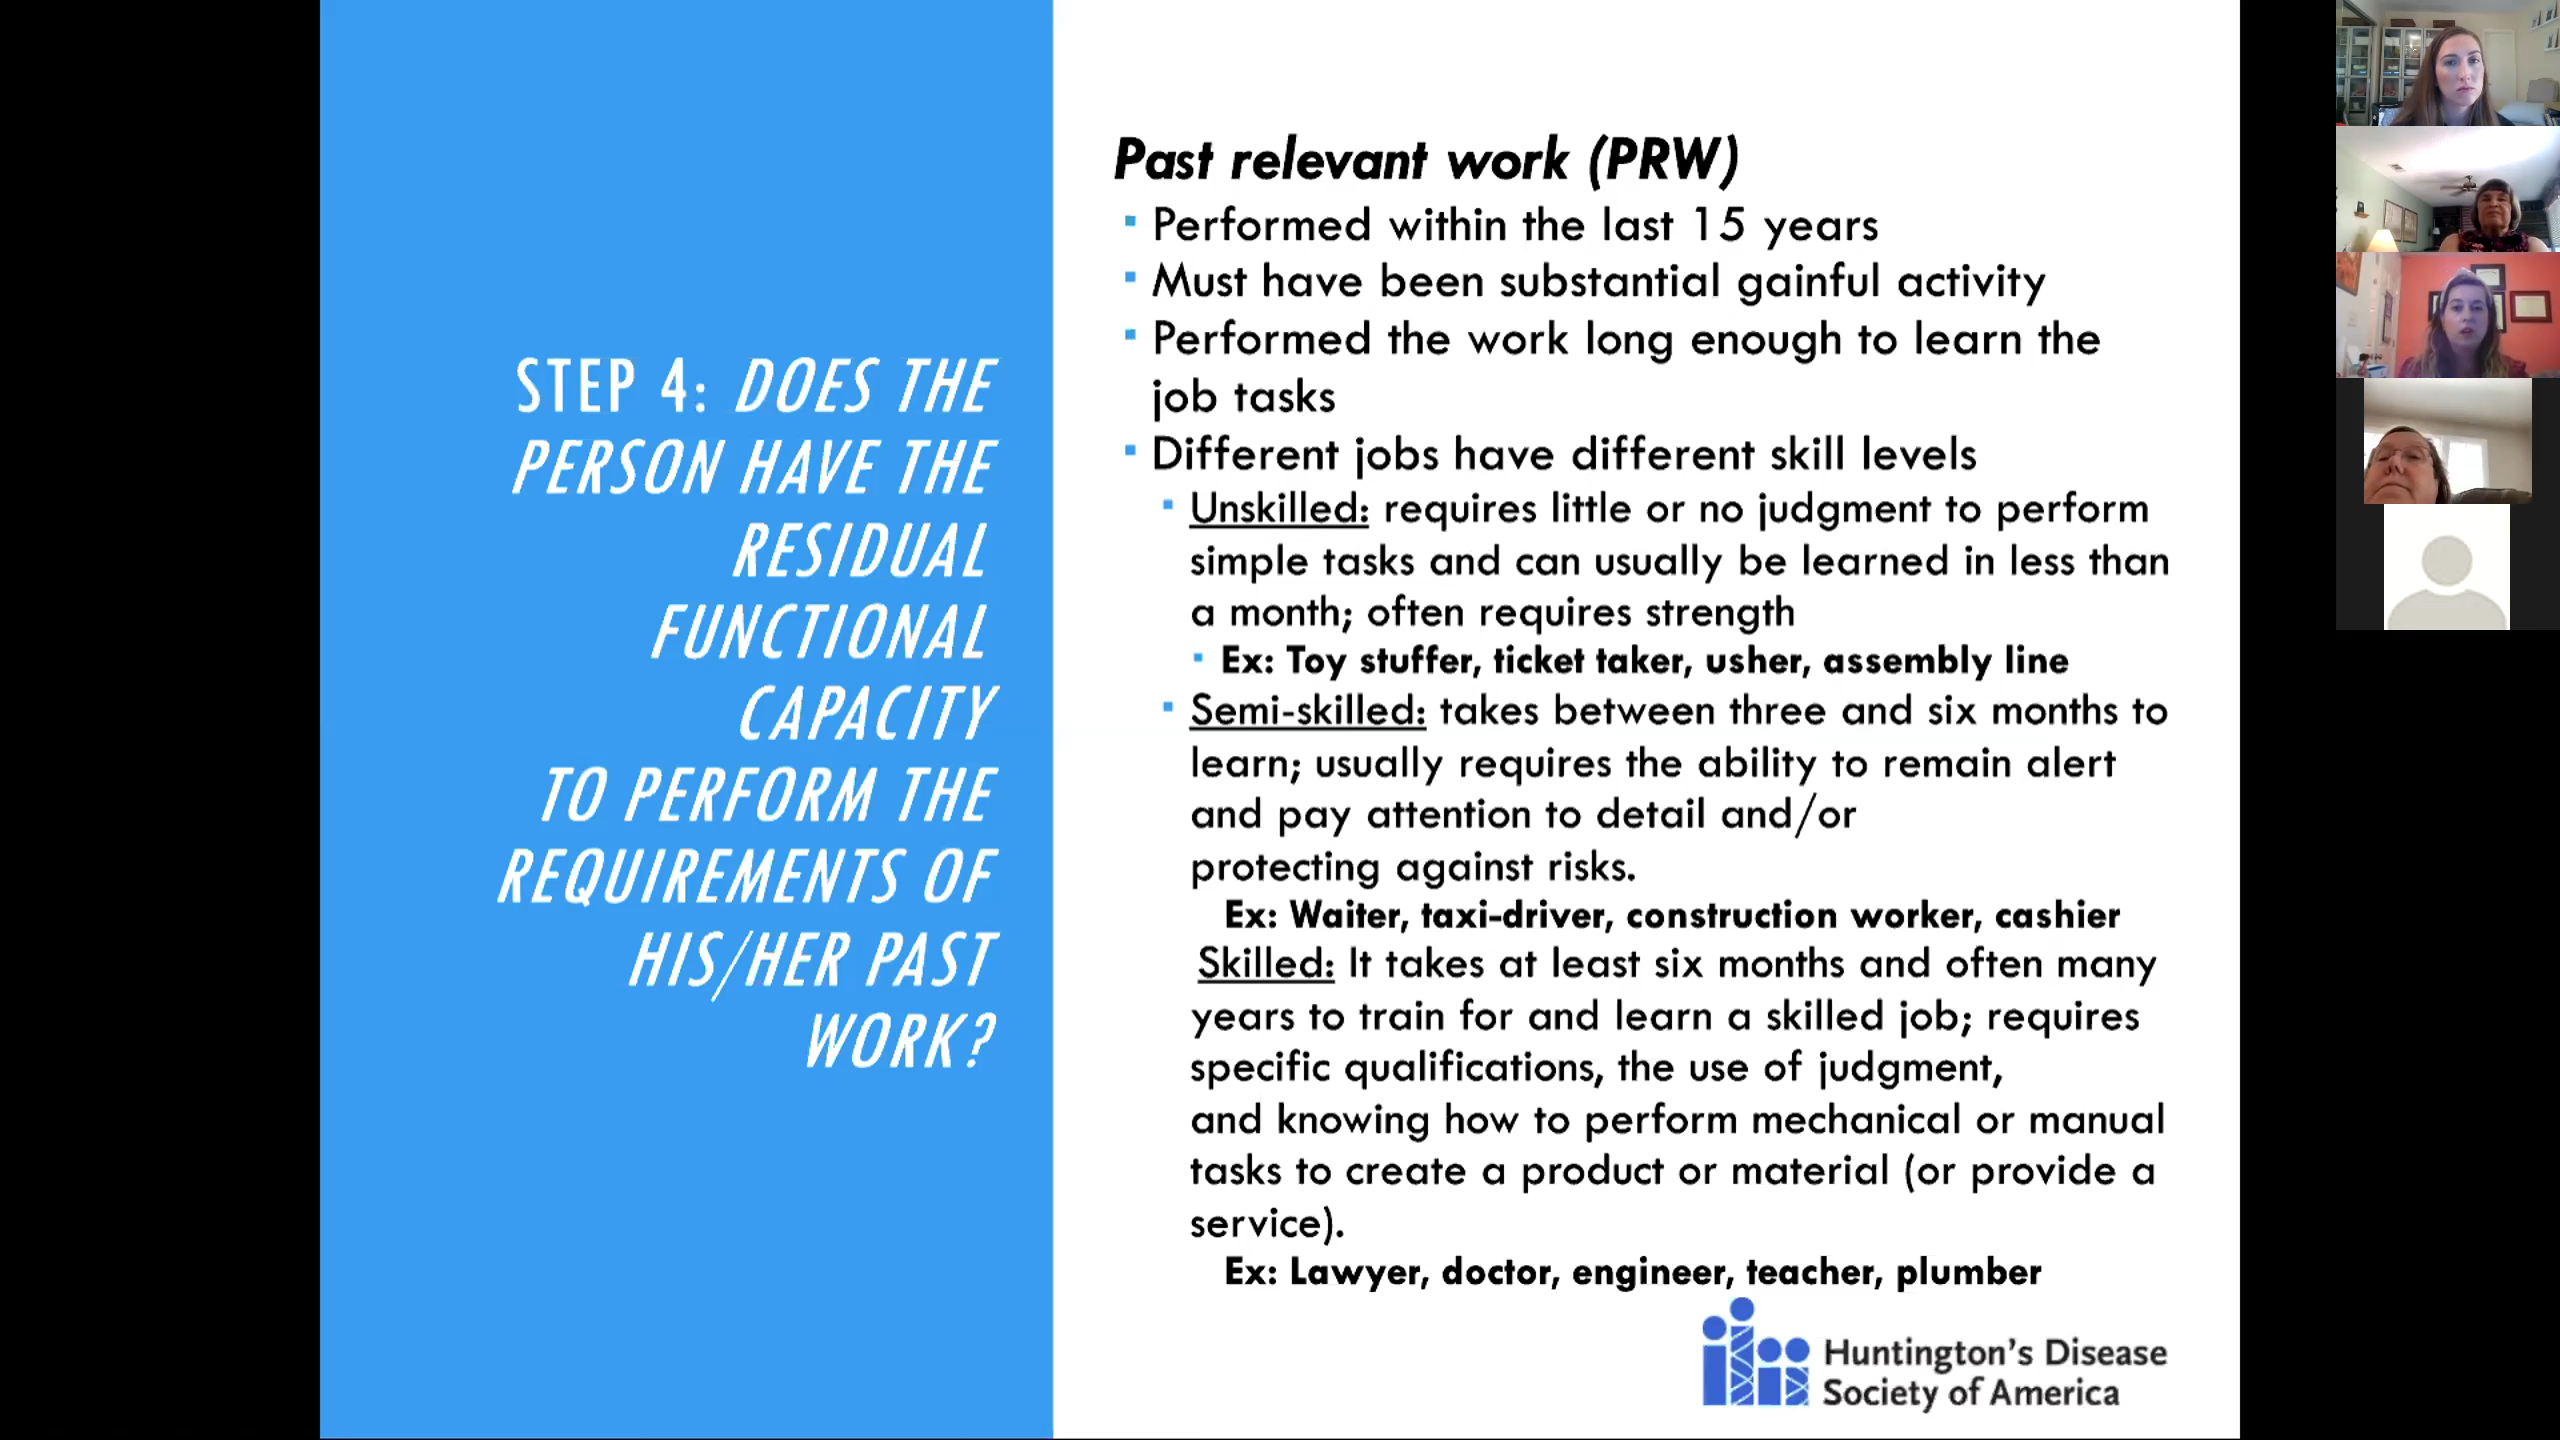 STEP 4: DOES THE
PERSON HAVE THE
RESIDUAL
FUNCTIONAL
CAPACITY
TO PERFORM THE
REQUIREMENTS OF
HIS/HER PAST
WORK?
Past relevant work (PRW)
Performed within the last 15 years
Must have been substantial gainful activity
Performed the work long enough to learn the
job tasks
Different jobs have different skill levels
Unskilled: requires little or no judgment to perform
simple tasks and can usually be learned in less than
a month; often requires strength
Ex: Toy stuffer, ticket taker, usher, assembly line
Semi-skilled: takes between three and six months to
learn; usually requires the ability to remain alert
and pay attention to detail and/or
protecting against risks.
Ex: Waiter, taxi-driver, construction worker, cashier
Skilled: It takes at least six months and often many
years to train for and learn a skilled job; requires
specific qualifications, the use of judgment,
and knowing how to perform mechanical or manual
tasks to create a product or material (or provide a
service).
Ex: Lawyer, doctor, engineer, teacher, plumber
Huntington's Disease
Society of America